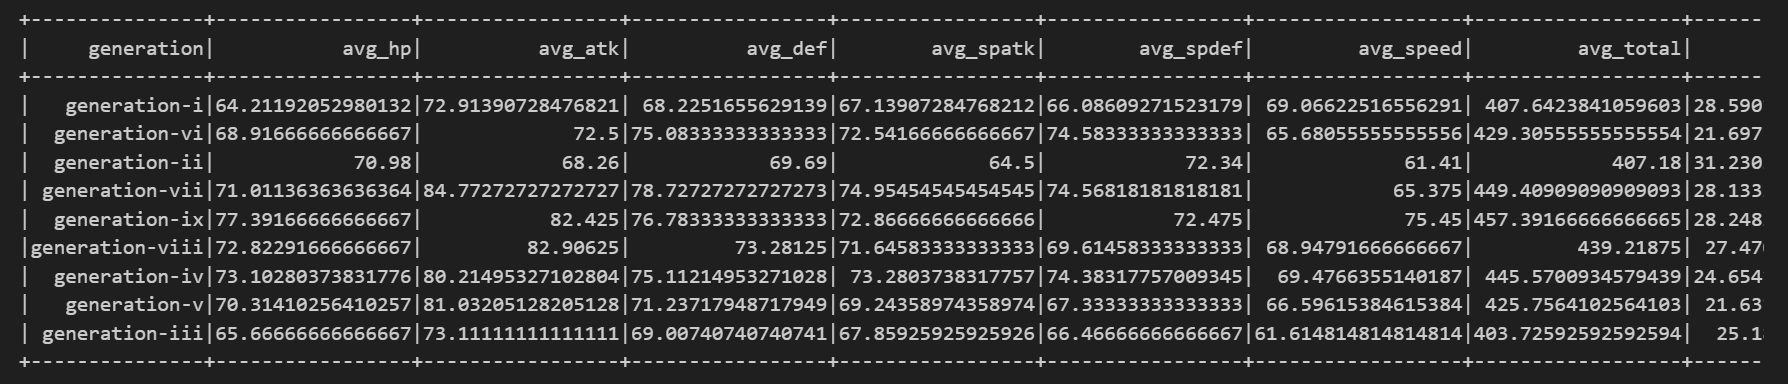 +---------------+-----------------+-----------------+-----------------+-----------------+-----------------+------------------+------------------+------
|     generation|           avg_hp|          avg_atk|          avg_def|        avg_spatk|        avg_spdef|         avg_speed|         avg_total|
+---------------+-----------------+-----------------+-----------------+-----------------+-----------------+------------------+------------------+------
|   generation-i|64.21192052980132|72.91390728476821| 68.2251655629139|67.13907284768212|66.08609271523179| 69.06622516556291| 407.6423841059603|28.590
|  generation-vi|68.91666666666667|             72.5|75.08333333333333|72.54166666666667|74.58333333333333| 65.68055555555556|429.30555555555554|21.697
|  generation-ii|            70.98|            68.26|            69.69|             64.5|            72.34|             61.41|            407.18|31.230
| generation-vii|71.01136363636364|84.77272727272727|78.72727272727273|74.95454545454545|74.56818181818181|            65.375|449.40909090909093|28.133
|  generation-ix|77.39166666666667|           82.425|76.78333333333333|72.86666666666666|           72.475|             75.45|457.39166666666665|28.248
|generation-viii|72.82291666666667|         82.90625|         73.28125|71.64583333333333|69.61458333333333| 68.94791666666667|         439.21875| 27.47
|  generation-iv|73.10280373831776|80.21495327102804|75.11214953271028| 73.2803738317757|74.38317757009345|  69.4766355140187| 445.5700934579439|24.654
|   generation-v|70.31410256410257|81.03205128205128|71.23717948717949|69.24358974358974|67.33333333333333| 66.59615384615384| 425.7564102564103| 21.63
| generation-iii|65.66666666666667|73.11111111111111|69.00740740740741|67.85925925925926|66.46666666666667|61.614814814814814|403.72592592592594|  25.1
+---------------+-----------------+-----------------+-----------------+-----------------+-----------------+------------------+------------------+------